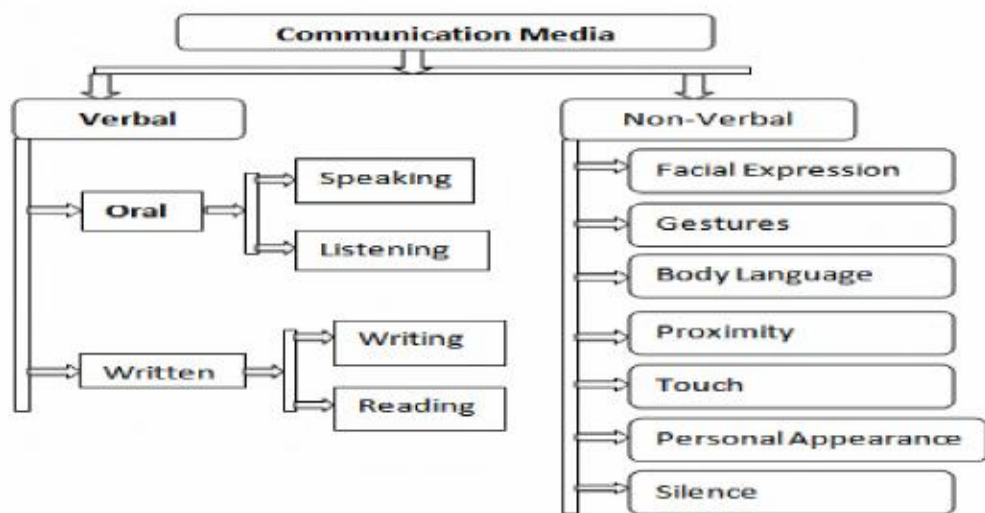 Communication Media
Verbal
Non-Verbal
Oral
Speaking
Listening
Written
Writing
Reading
Facial Expression
Gestures
Body Language
Proximity
Touch
Personal Appearance
Silence